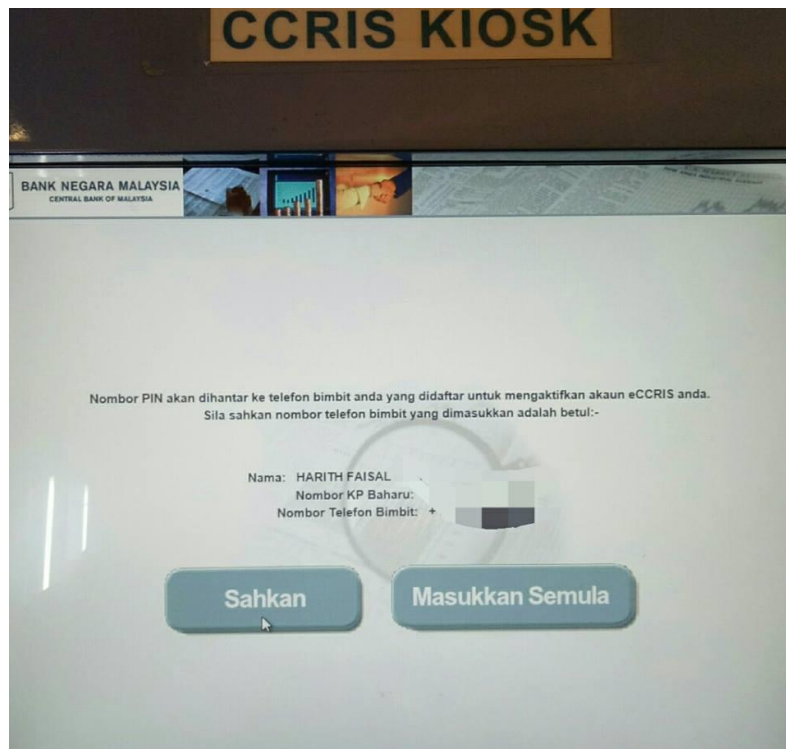 CCRIS KIOSK
BANK NEGARA MALAYSIA
CENTRAL BANK OF MALAYSIA
Nombor PIN akan dihantar ke telefon bimbit anda yang didaftar untuk mengaktifkan akaun eCCRIS anda.
Sila sahkan nombor telefon bimbit yang dimasukkan adalah betul:-
Nama: HARITH FAISAL
Nombor KP Baharu:
Nombor Telefon Bimbit: +
Sahkan
Masukkan Semula